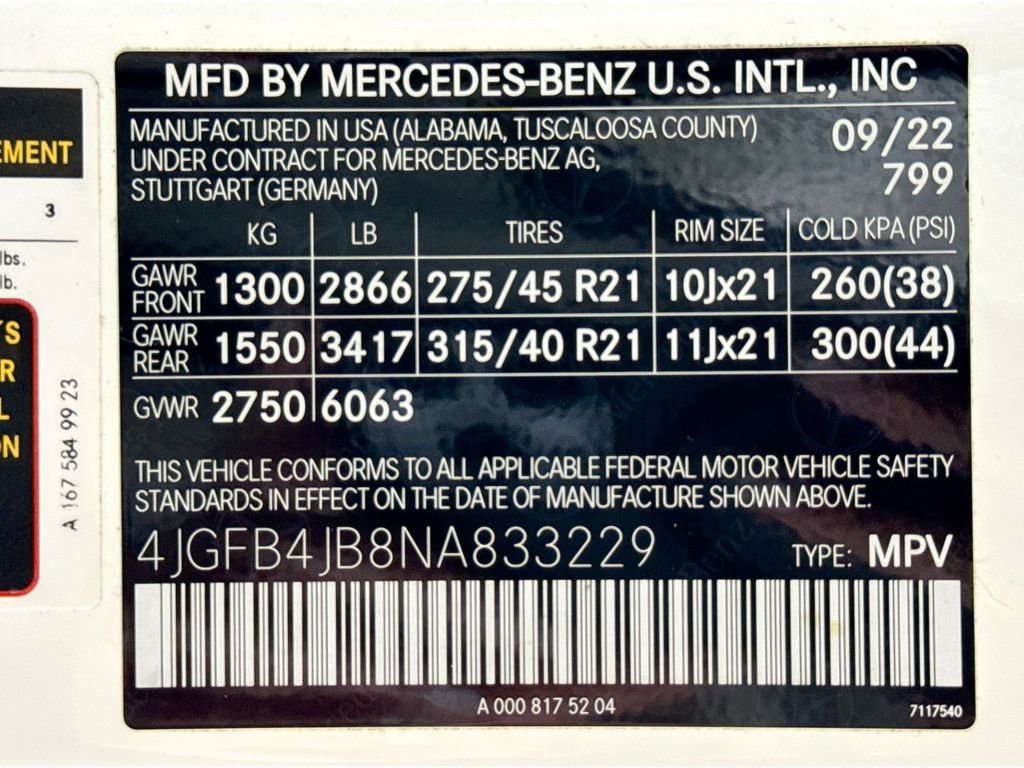 MFD BY MERCEDES-BENZ U.S. INTL., INC
MANUFACTURED IN USA (ALABAMA, TUSCALOOSA COUNTY) 09/22
UNDER CONTRACT FOR MERCEDES-BENZ AG, 799
STUTTGART (GERMANY)
KG LB TIRES RIM SIZE COLD KPA (PSI)
GAWR FRONT 1300 2866 275/45 R21 10Jx21 260(38)
GAWR REAR 1550 3417 315/40 R21 11Jx21 300(44)
GVWR 2750 6063
THIS VEHICLE CONFORMS TO ALL APPLICABLE FEDERAL MOTOR VEHICLE SAFETY
STANDARDS IN EFFECT ON THE DATE OF MANUFACTURE SHOWN ABOVE.
4JGFB4JB8NA833229 TYPE: MPV
A 000 817 52 04 7117540
EMENT
3
lbs.
lb.
'S
R
L
ON
A 167 584 99 23